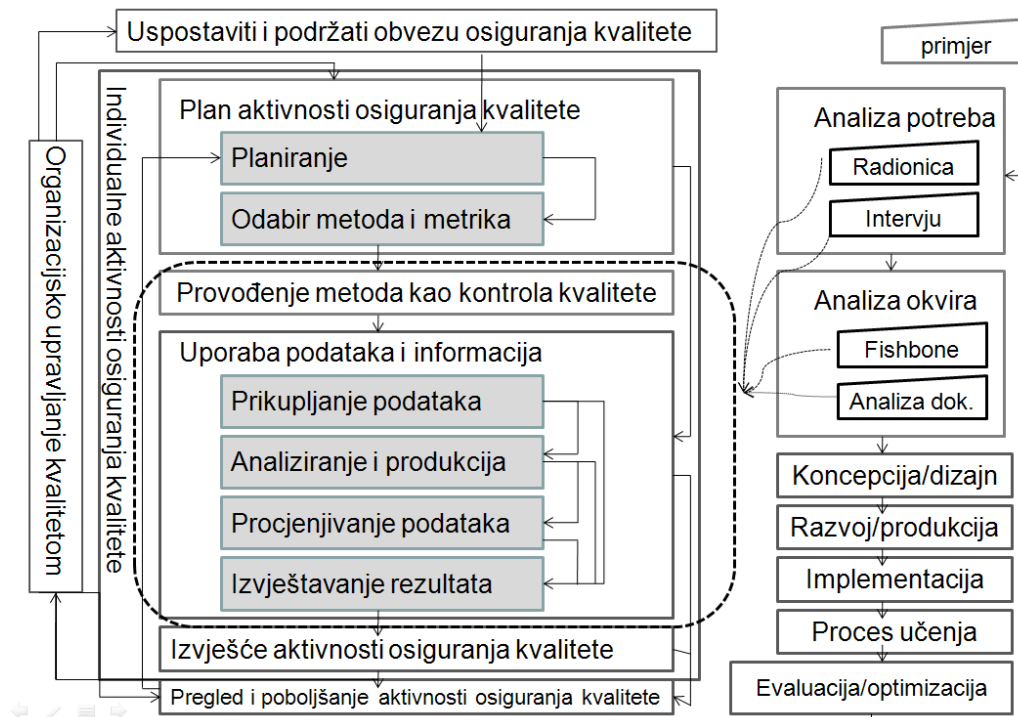 Uspostaviti i podržati obvezu osiguranja kvalitete
Organizacijsko upravljanje kvalitetom
Individualne aktivnosti osiguranja kvalitete
Plan aktivnosti osiguranja kvalitete
Planiranje
Odabir metoda i metrika
Provođenje metoda kao kontrola kvalitete
Uporaba podataka i informacija
Prikupljanje podataka
Analiziranje i produkcija
Procjenjivanje podataka
Izvještavanje rezultata
Izvješće aktivnosti osiguranja kvalitete
Pregled i poboljšanje aktivnosti osiguranja kvalitete
primjer
Analiza potreba
Radionica
Intervju
Analiza okvira
Fishbone
Analiza dok.
Koncepcija/dizajn
Razvoj/produkcija
Implementacija
Proces učenja
Evaluacija/optimizacija